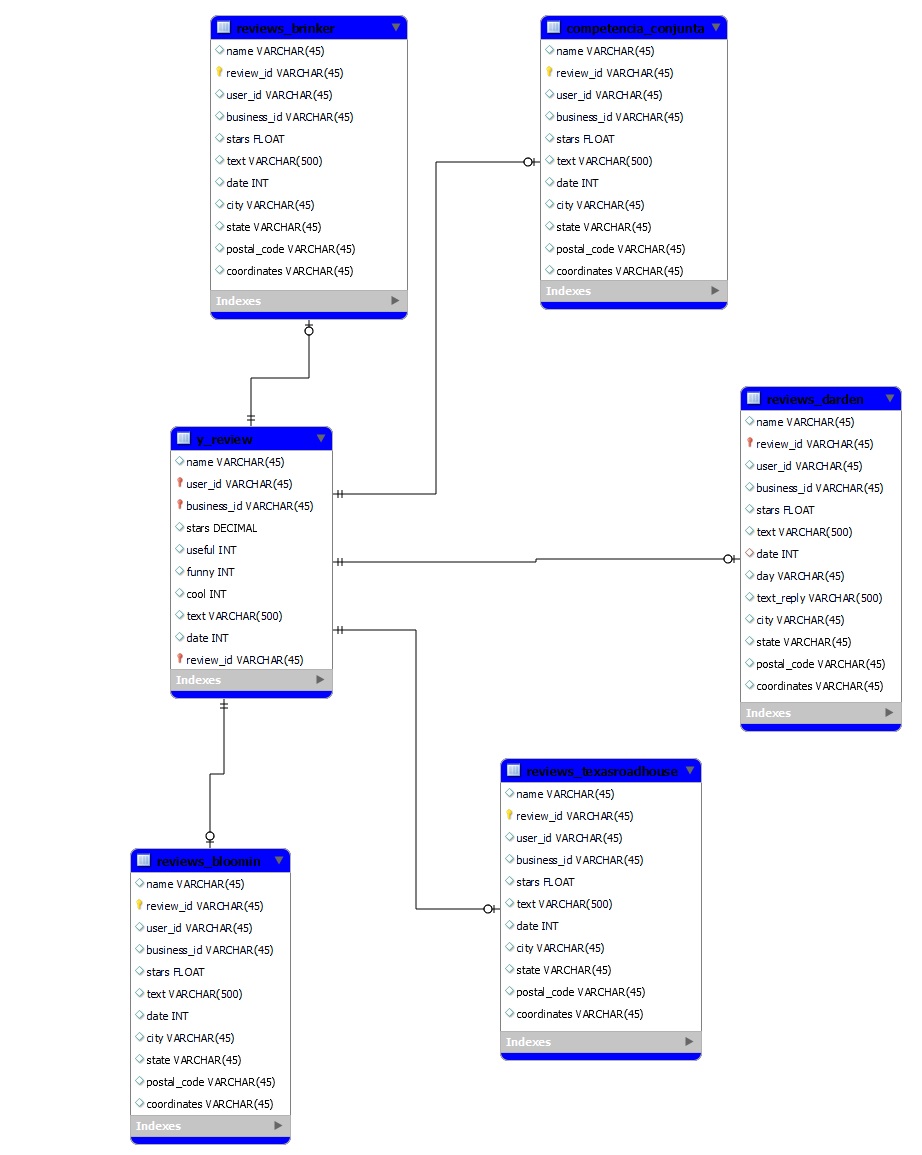 reviews_brinker
name VARCHAR(45)
review_id VARCHAR(45)
user_id VARCHAR(45)
business_id VARCHAR(45)
stars FLOAT
text VARCHAR(500)
date INT
city VARCHAR(45)
state VARCHAR(45)
postal_code VARCHAR(45)
coordinates VARCHAR(45)
Indexes
competencia_conjunta
name VARCHAR(45)
review_id VARCHAR(45)
user_id VARCHAR(45)
business_id VARCHAR(45)
stars FLOAT
text VARCHAR(500)
date INT
city VARCHAR(45)
state VARCHAR(45)
postal_code VARCHAR(45)
coordinates VARCHAR(45)
Indexes
reviews_darden
name VARCHAR(45)
review_id VARCHAR(45)
user_id VARCHAR(45)
business_id VARCHAR(45)
stars FLOAT
text VARCHAR(500)
date INT
day VARCHAR(45)
text_reply VARCHAR(500)
city VARCHAR(45)
state VARCHAR(45)
postal_code VARCHAR(45)
coordinates VARCHAR(45)
Indexes
y_review
name VARCHAR(45)
user_id VARCHAR(45)
business_id VARCHAR(45)
stars DECIMAL
useful INT
funny INT
cool INT
text VARCHAR(500)
date INT
review_id VARCHAR(45)
Indexes
reviews_texasroadhouse
name VARCHAR(45)
review_id VARCHAR(45)
user_id VARCHAR(45)
business_id VARCHAR(45)
stars FLOAT
text VARCHAR(500)
date INT
city VARCHAR(45)
state VARCHAR(45)
postal_code VARCHAR(45)
coordinates VARCHAR(45)
Indexes
reviews_bloomin
name VARCHAR(45)
review_id VARCHAR(45)
user_id VARCHAR(45)
business_id VARCHAR(45)
stars FLOAT
text VARCHAR(500)
date INT
city VARCHAR(45)
state VARCHAR(45)
postal_code VARCHAR(45)
coordinates VARCHAR(45)
Indexes